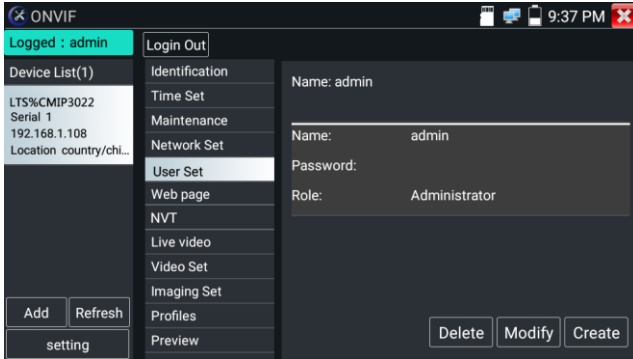 ONVIF
9:37 PM
Logged : admin
Login Out
Device List(1)
LTS%CMIP3022
Serial 1
192.168.1.108
Location country/chi...
Add
Refresh
setting
Identification
Time Set
Maintenance
Network Set
User Set
Web page
NVT
Live video
Video Set
Imaging Set
Profiles
Preview
Name: admin
Name: admin
Password:
Role: Administrator
Delete Modify Create